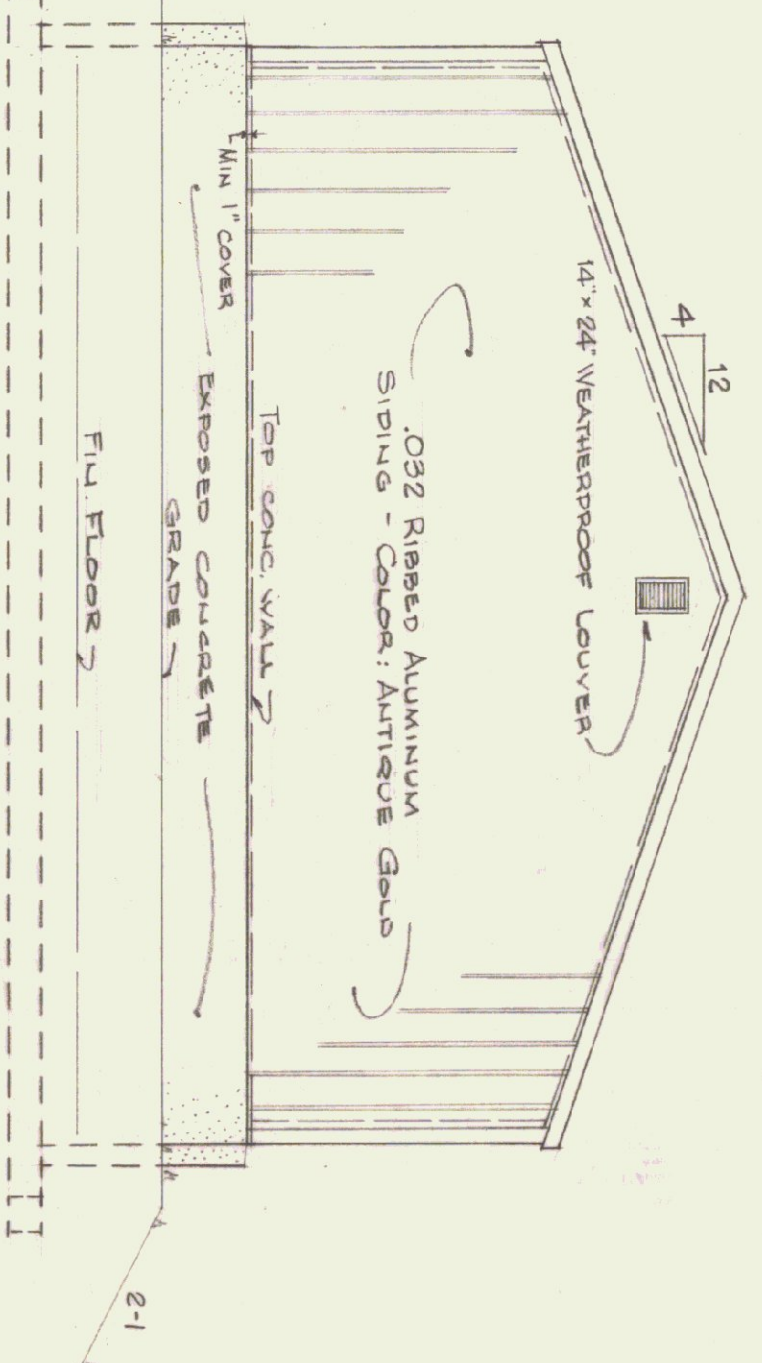 12
4
14"x 24" WEATHERPROOF LOUVER
.032 RIBBED ALUMINUM
SIDING - COLOR: ANTIQUE GOLD
TOP CONC. WALL
MIN 1" COVER
EXPOSED CONCRETE
GRADE
FIN. FLOOR
2-1